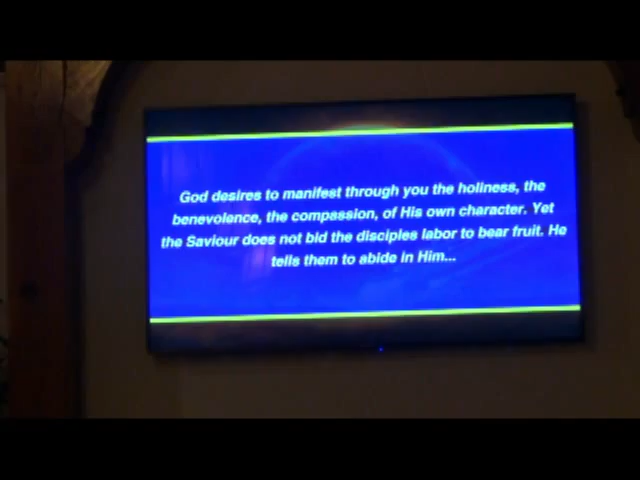 God desires to manifest through you the holiness, the
benevolence, the compassion, of His own character. Yet
the Saviour does not bid the disciples labor to bear fruit. He
tells them to abide in Him...